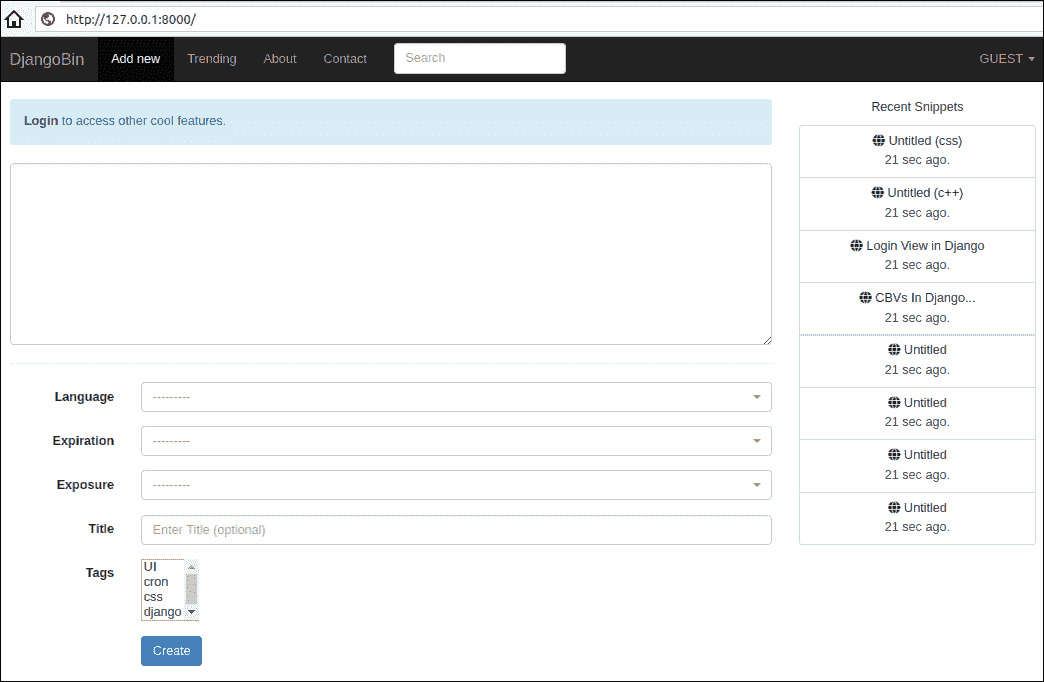 http://127.0.0.1:8000/
DjangoBin Add new Trending About Contact Search GUEST
Login to access other cool features.
Language ---------
Expiration ---------
Exposure ---------
Title Enter Title (optional)
Tags UI
cron
css
django
Create
Recent Snippets
Untitled (css)
21 sec ago.
Untitled (c++)
21 sec ago.
Login View in Django
21 sec ago.
CBVs In Django...
21 sec ago.
Untitled
21 sec ago.
Untitled
21 sec ago.
Untitled
21 sec ago.
Untitled
21 sec ago.